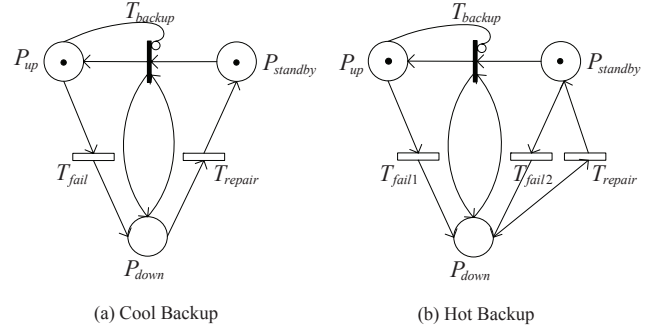 T_backup
T_backup
P_up
P_standby
P_up
P_standby
T_fail
T_repair
T_fail1
T_fail2
T_repair
P_down
P_down
(a) Cool Backup
(b) Hot Backup